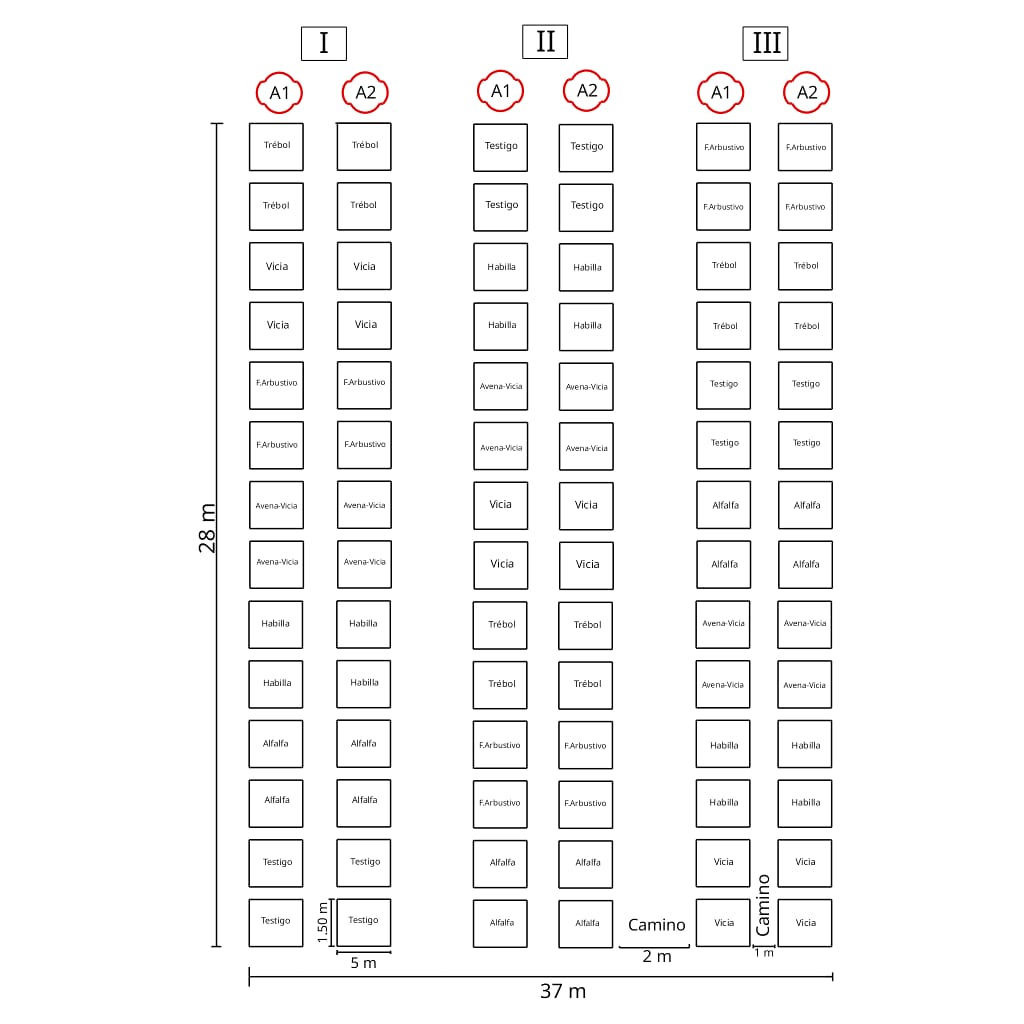 I II III
A1 A2 A1 A2 A1 A2
Trébol Trébol Testigo Testigo F.Arbustivo F.Arbustivo
Trébol Trébol Testigo Testigo F.Arbustivo F.Arbustivo
Vicia Vicia Habilla Habilla Trébol Trébol
Vicia Vicia Habilla Habilla Trébol Trébol
F.Arbustivo F.Arbustivo Avena-Vicia Avena-Vicia Testigo Testigo
F.Arbustivo F.Arbustivo Avena-Vicia Avena-Vicia Testigo Testigo
Avena-Vicia Avena-Vicia Vicia Vicia Alfalfa Alfalfa
28 m
Avena-Vicia Avena-Vicia Vicia Vicia Alfalfa Alfalfa
Habilla Habilla Trébol Trébol Avena-Vicia Avena-Vicia
Habilla Habilla Trébol Trébol Avena-Vicia Avena-Vicia
Alfalfa Alfalfa F.Arbustivo F.Arbustivo Habilla Habilla
Alfalfa Alfalfa F.Arbustivo F.Arbustivo Habilla Habilla
Testigo Testigo Alfalfa Alfalfa Vicia Vicia
Testigo 1.50 m Testigo Alfalfa Alfalfa Camino Vicia Camino Vicia
5 m 2 m 1 m
37 m